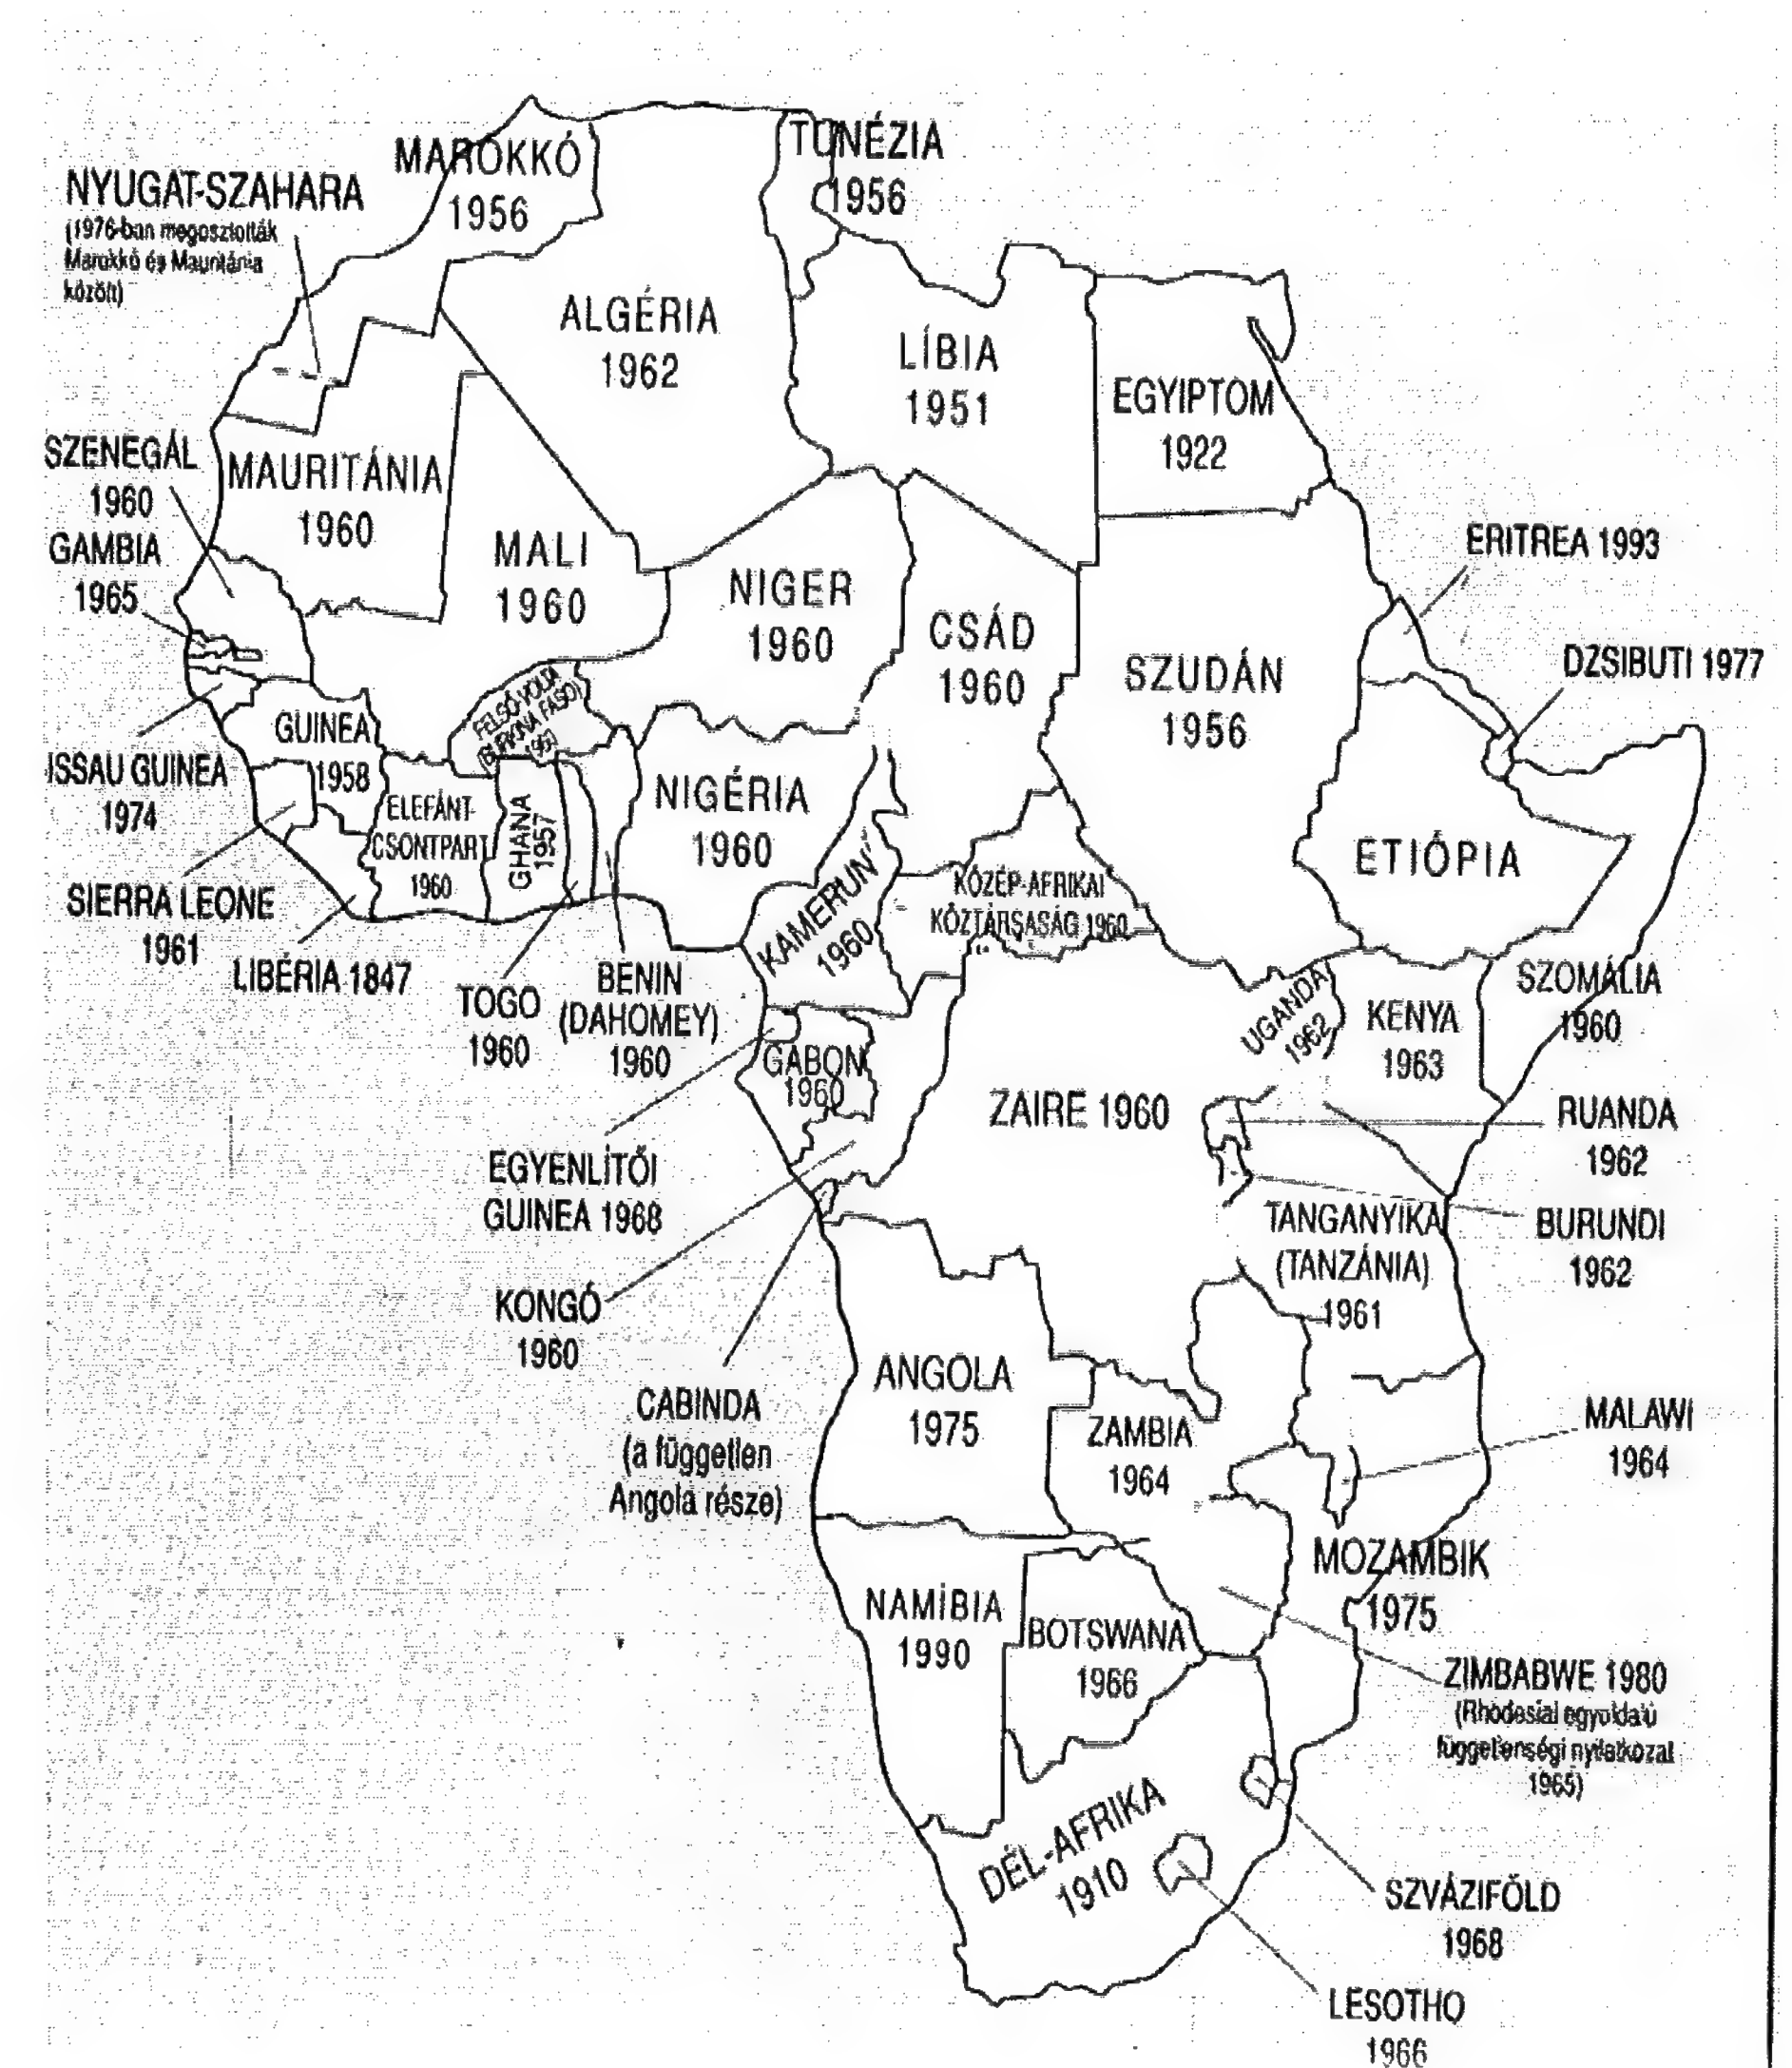 MAROKKÓ
1956
TUNÉZIA
1956
NYUGAT-SZAHARA
(1976-ban megosztották
Marokkó és Mauritánia
között)
ALGÉRIA
1962
LÍBIA
1951
EGYIPTOM
1922
SZENEGÁL
1960
GAMBIA
1965
MAURITÁNIA
1960
MALI
1960
NIGER
1960
CSÁD
1960
SZUDÁN
1956
ERITREA 1993
DZSIBUTI 1977
FELSŐ-VOLTA
(BURKINA FASO)
1960
GUINEA
1958
ISSAU GUINEA
1974
ELEFÁNT-
CSONTPART
1960
GHANA
1957
NIGÉRIA
1960
KAMERUN
1960
KÖZÉP-AFRIKAI
KÖZTÁRSASÁG 1960
ETIÓPIA
SIERRA LEONE
1961
LIBÉRIA 1847
TOGO
1960
BENIN
(DAHOMEY)
1960
GABON
1960
UGANDA
1962
KENYA
1963
SZOMÁLIA
1960
ZAIRE 1960
RUANDA
1962
EGYENLÍTŐI
GUINEA 1968
TANGANYIKA
(TANZÁNIA)
1961
BURUNDI
1962
KONGÓ
1960
CABINDA
(a független
Angola része)
ANGOLA
1975
ZAMBIA
1964
MALAWI
1964
MOZAMBIK
1975
NAMÍBIA
1990
BOTSWANA
1966
ZIMBABWE 1980
(Rhodesiai egyoldalú
függetlenségi nyilatkozat
1965)
DÉL-AFRIKA
1910
SZVÁZIFÖLD
1968
LESOTHO
1966